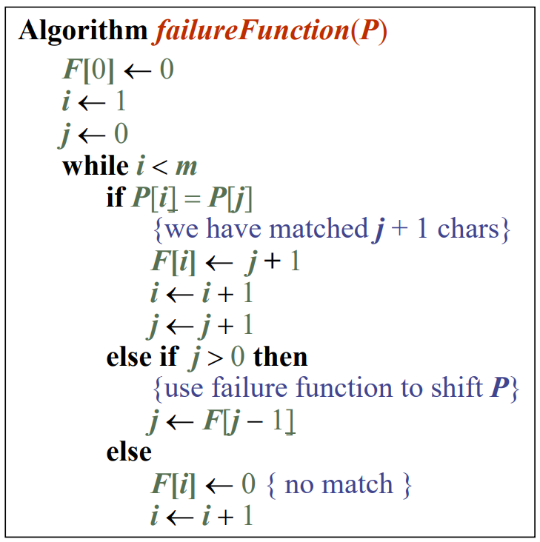 Algorithm failureFunction(P)
F[0] ← 0
i ← 1
j ← 0
while i < m
if P[i] = P[j]
{we have matched j + 1 chars}
F[i] ← j + 1
i ← i + 1
j ← j + 1
else if j > 0 then
{use failure function to shift P}
j ← F[j – 1]
else
F[i] ← 0 { no match }
i ← i + 1